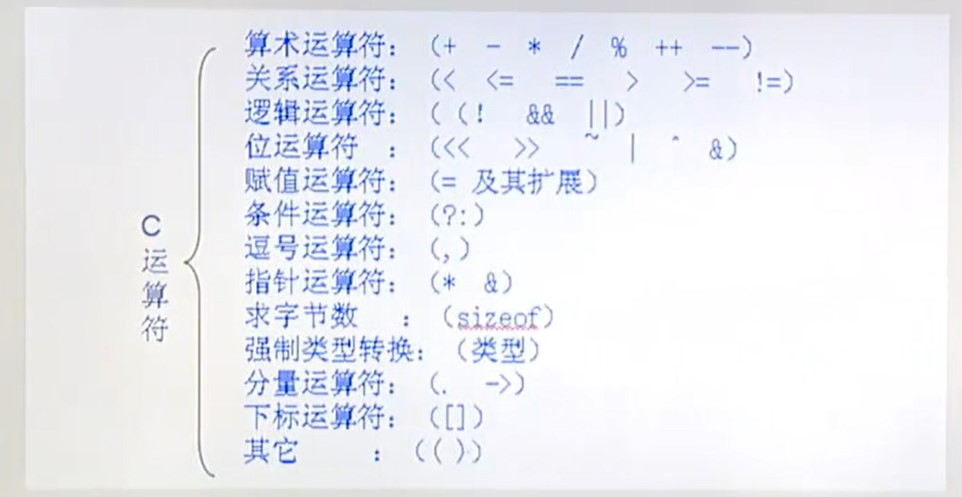 算术运算符： (+ - * / % ++ --)
关系运算符： (< <= == > >= !=)
逻辑运算符： ( (! && ||)
位运算符 ： (<< >> ~ | ^ &)
赋值运算符： (= 及其扩展)
条件运算符： (?:)
逗号运算符： (,)
指针运算符： (* &)
求字节数 ： (sizeof)
强制类型转换： (类型)
分量运算符： (. ->)
下标运算符： ([])
其它 ： (( ))
C
运
算
符